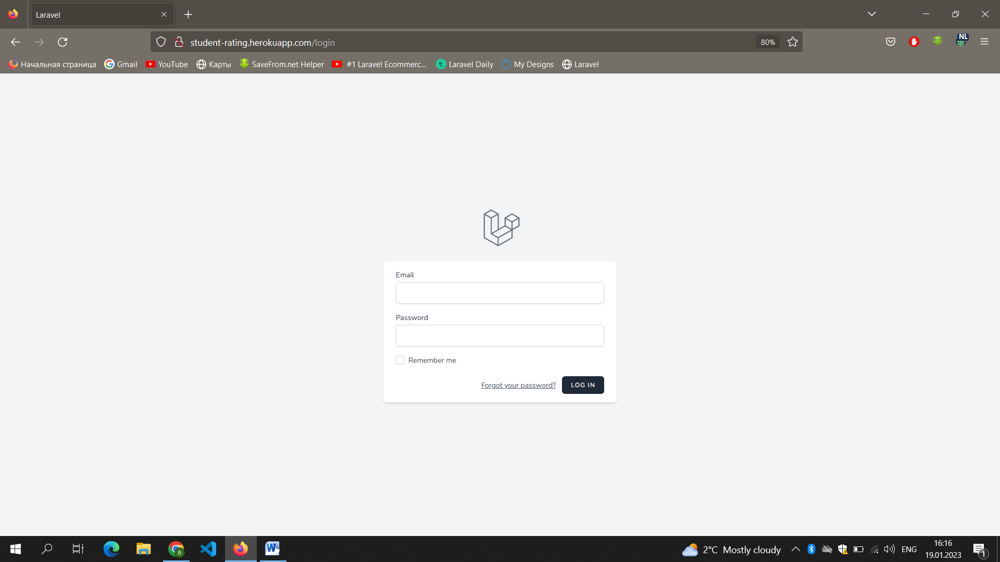 Laravel
student-rating.herokuapp.com/login
80%
NL
Начальная страница Gmail YouTube Карты SaveFrom.net Helper #1 Laravel Ecommerc... Laravel Daily My Designs Laravel
Email
Password
Remember me
Forgot your password? LOG IN
2°C Mostly cloudy
ENG
16:16
19.01.2023
1